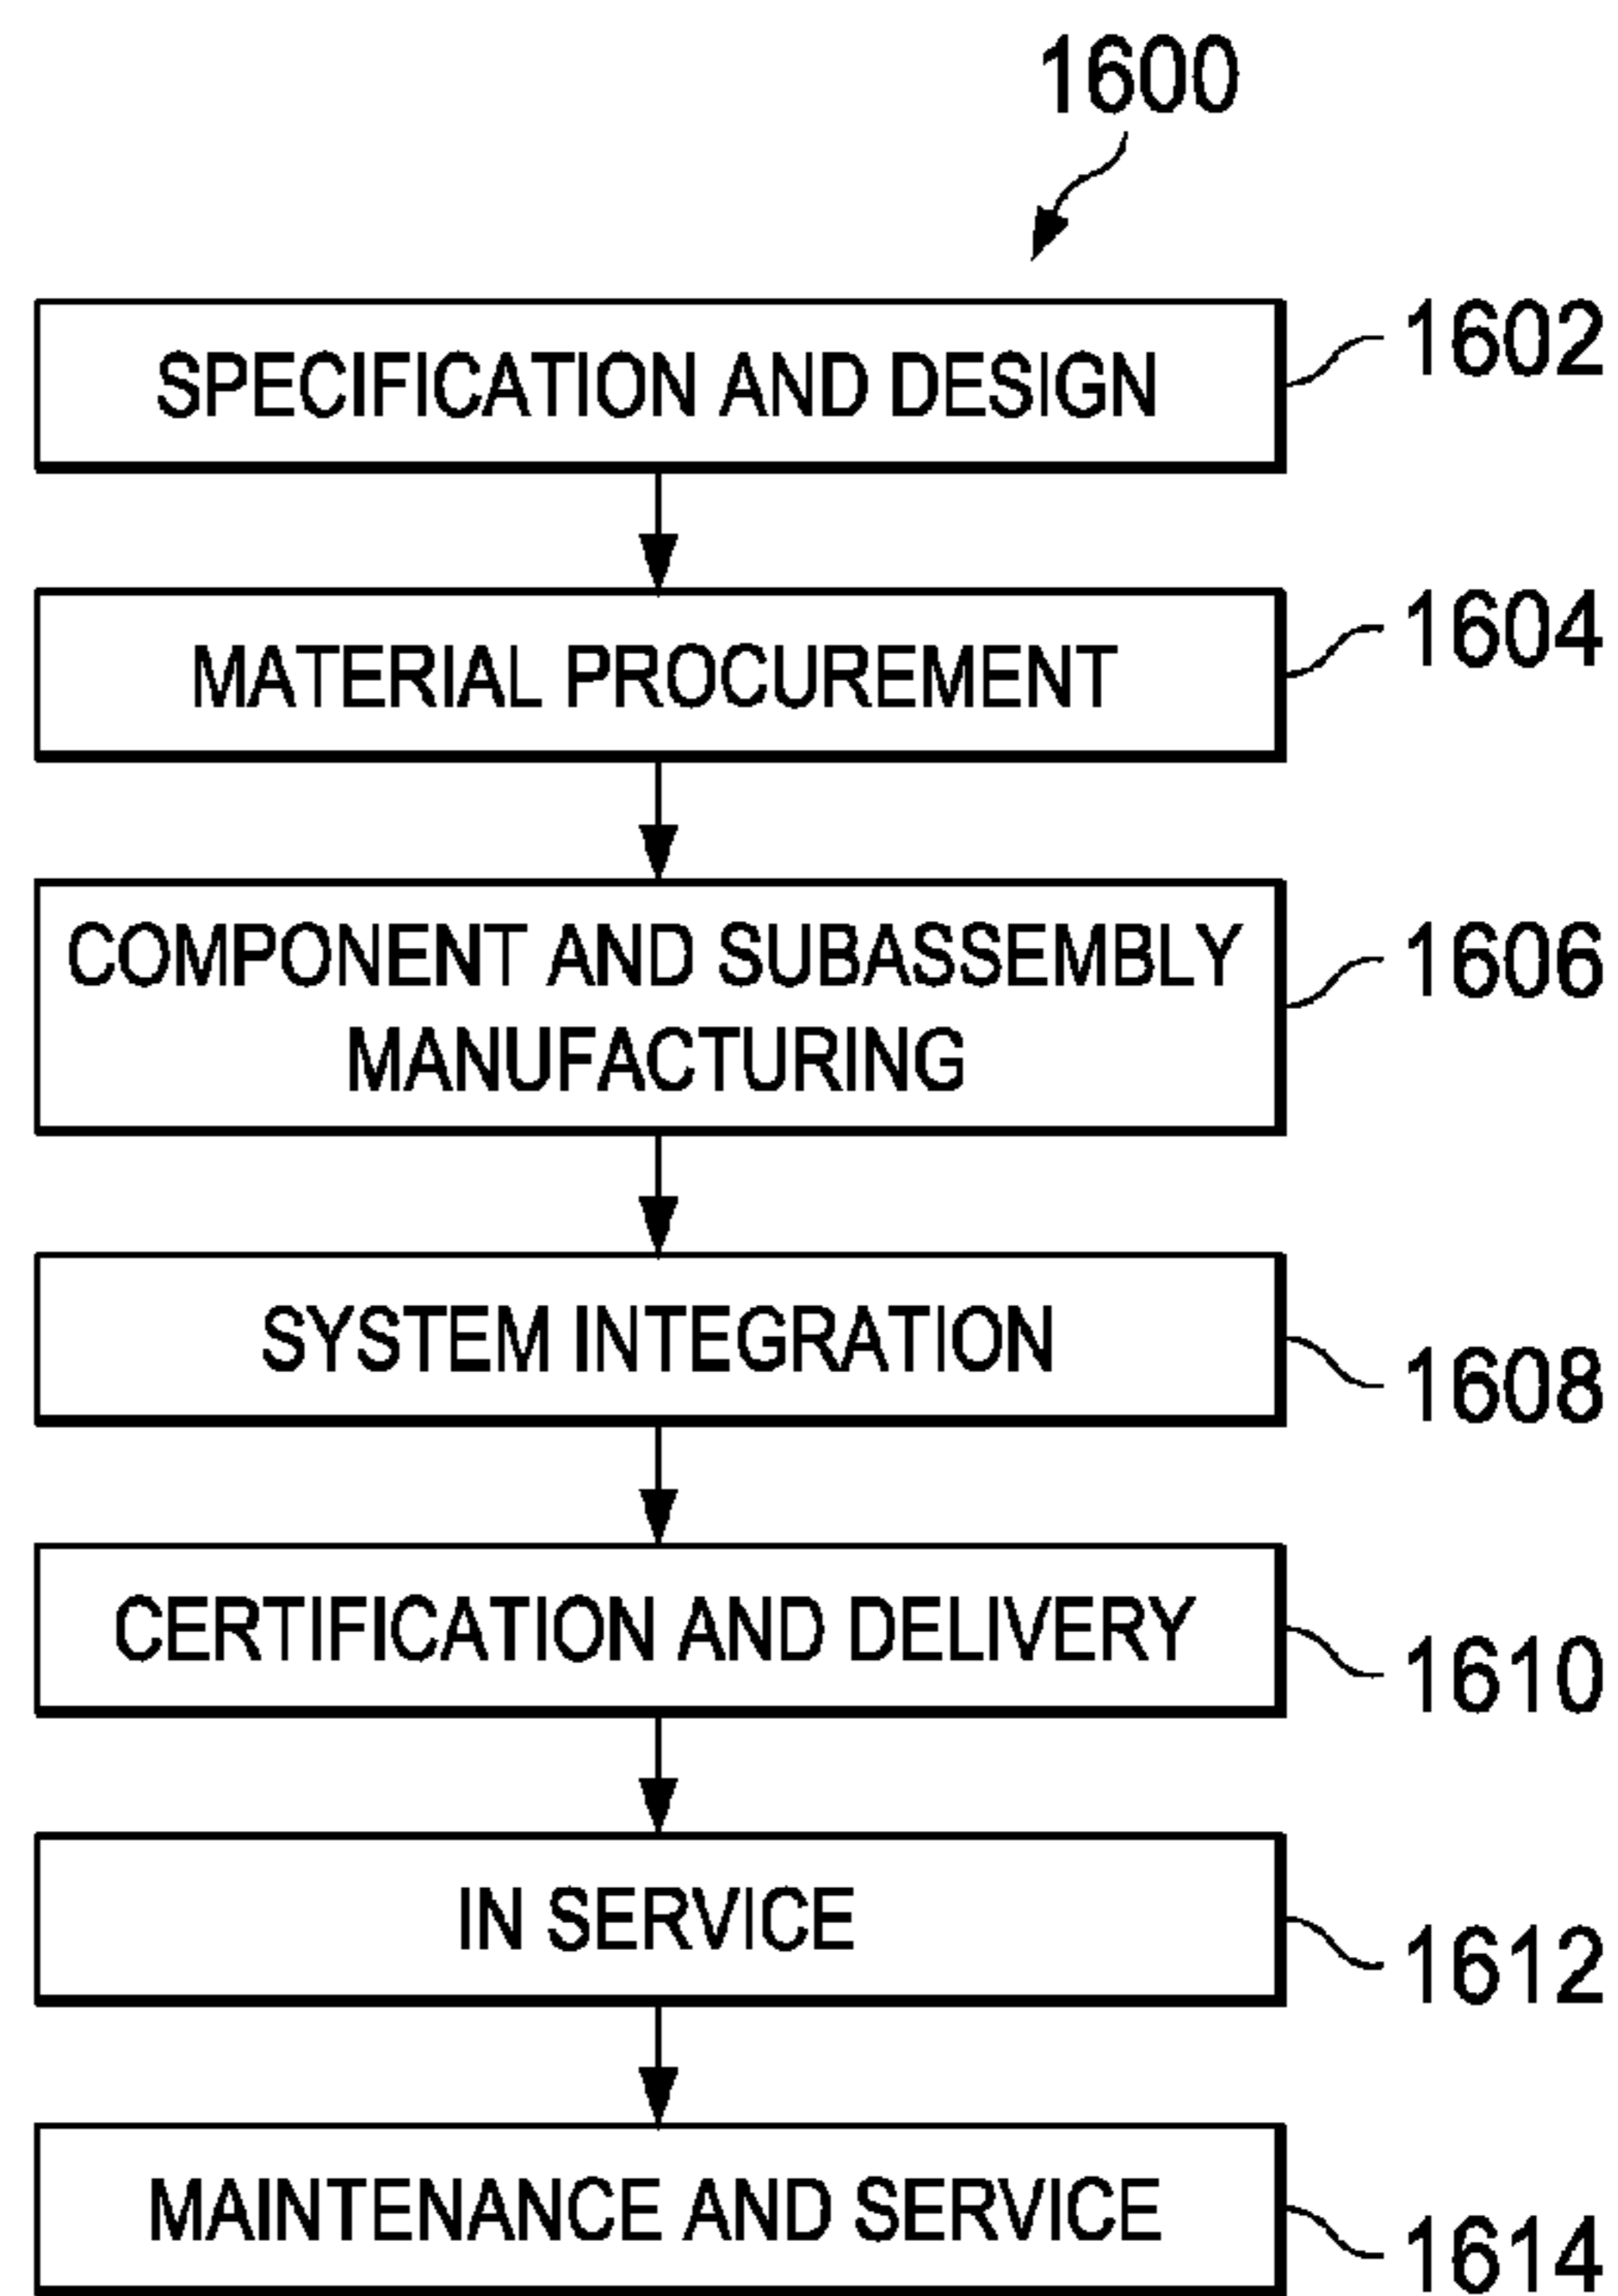 1600
SPECIFICATION AND DESIGN
1602
MATERIAL PROCUREMENT
1604
COMPONENT AND SUBASSEMBLY
MANUFACTURING
1606
SYSTEM INTEGRATION
1608
CERTIFICATION AND DELIVERY
1610
IN SERVICE
1612
MAINTENANCE AND SERVICE
1614